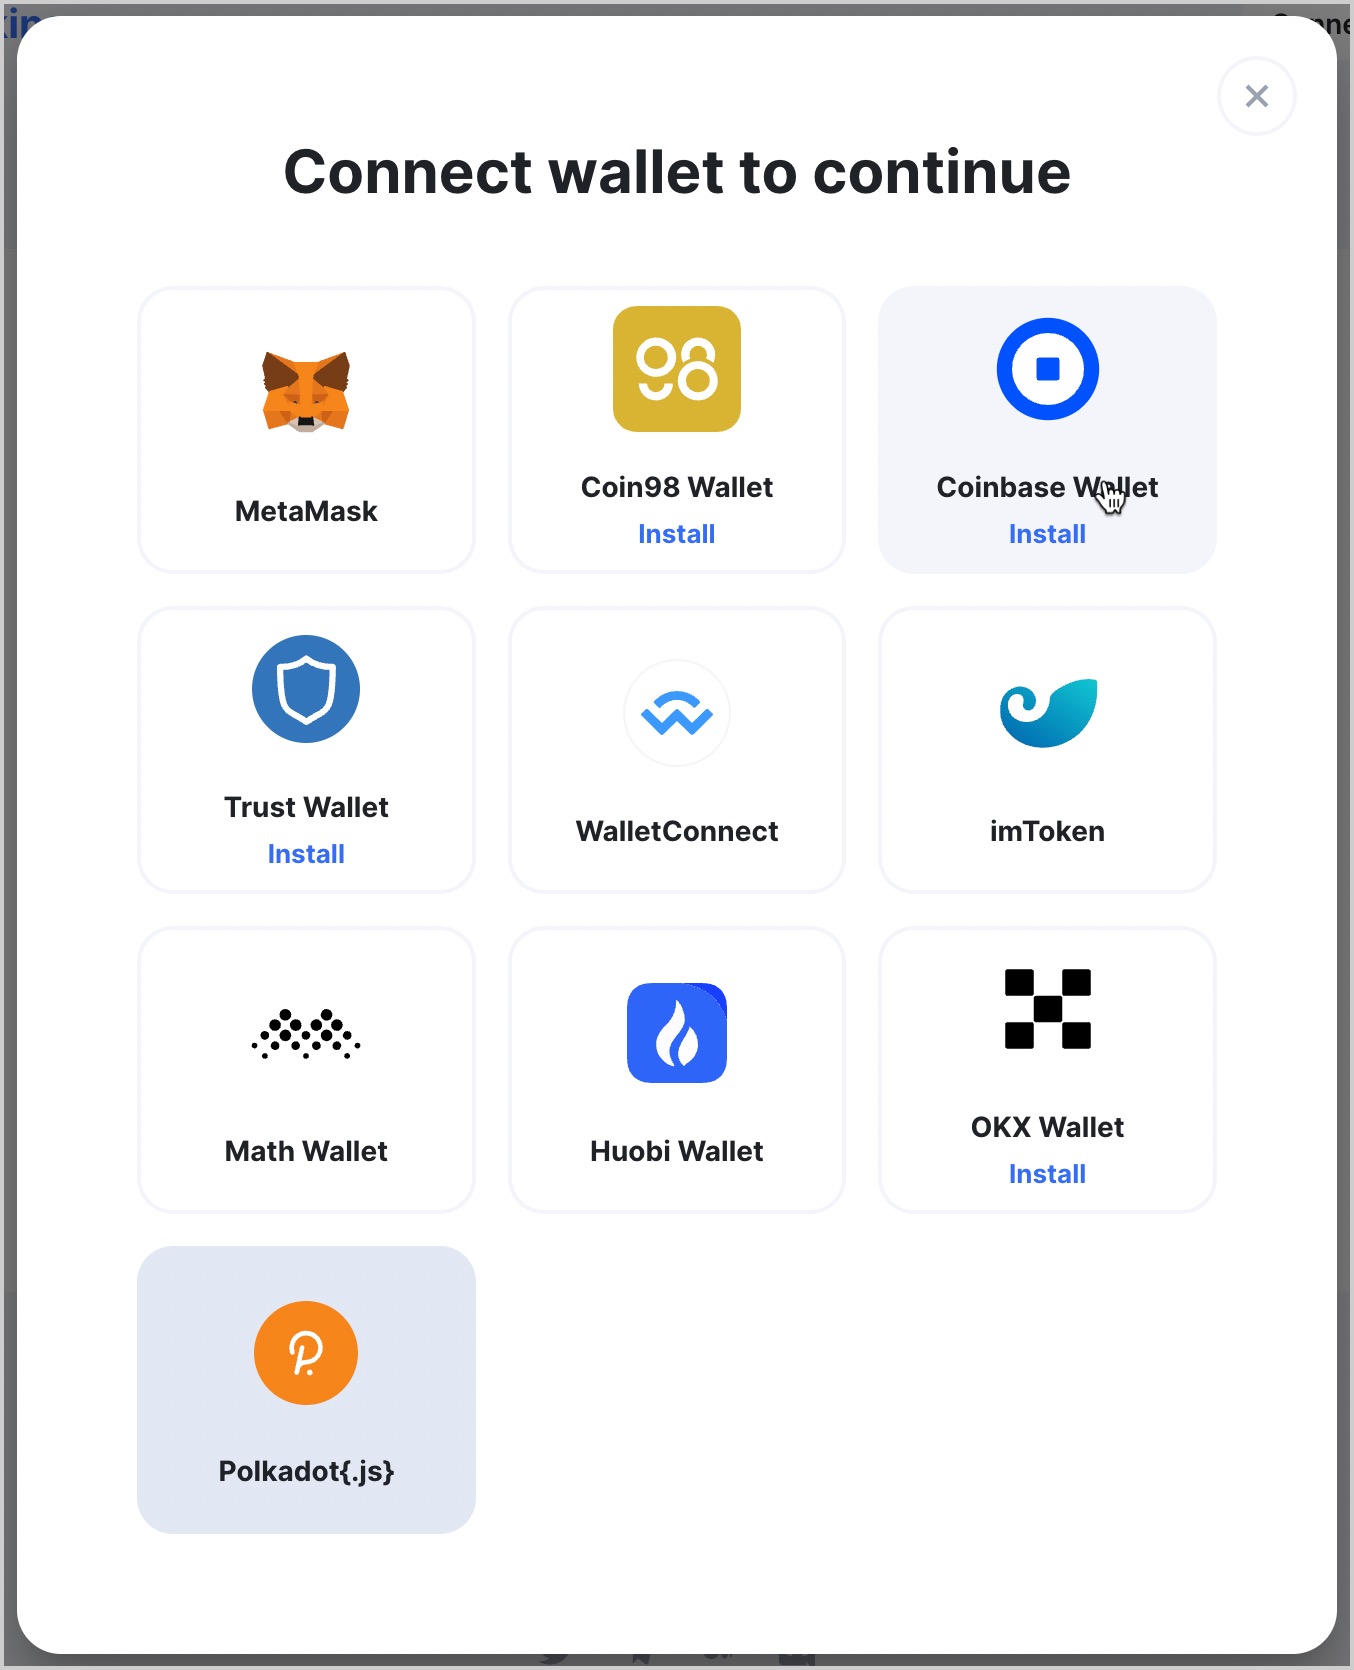 Connect wallet to continue
MetaMask
98
Coin98 Wallet
Install
Coinbase Wallet
Install
Trust Wallet
Install
WalletConnect
imToken
Math Wallet
Huobi Wallet
OKX Wallet
Install
Polkadot{.js}